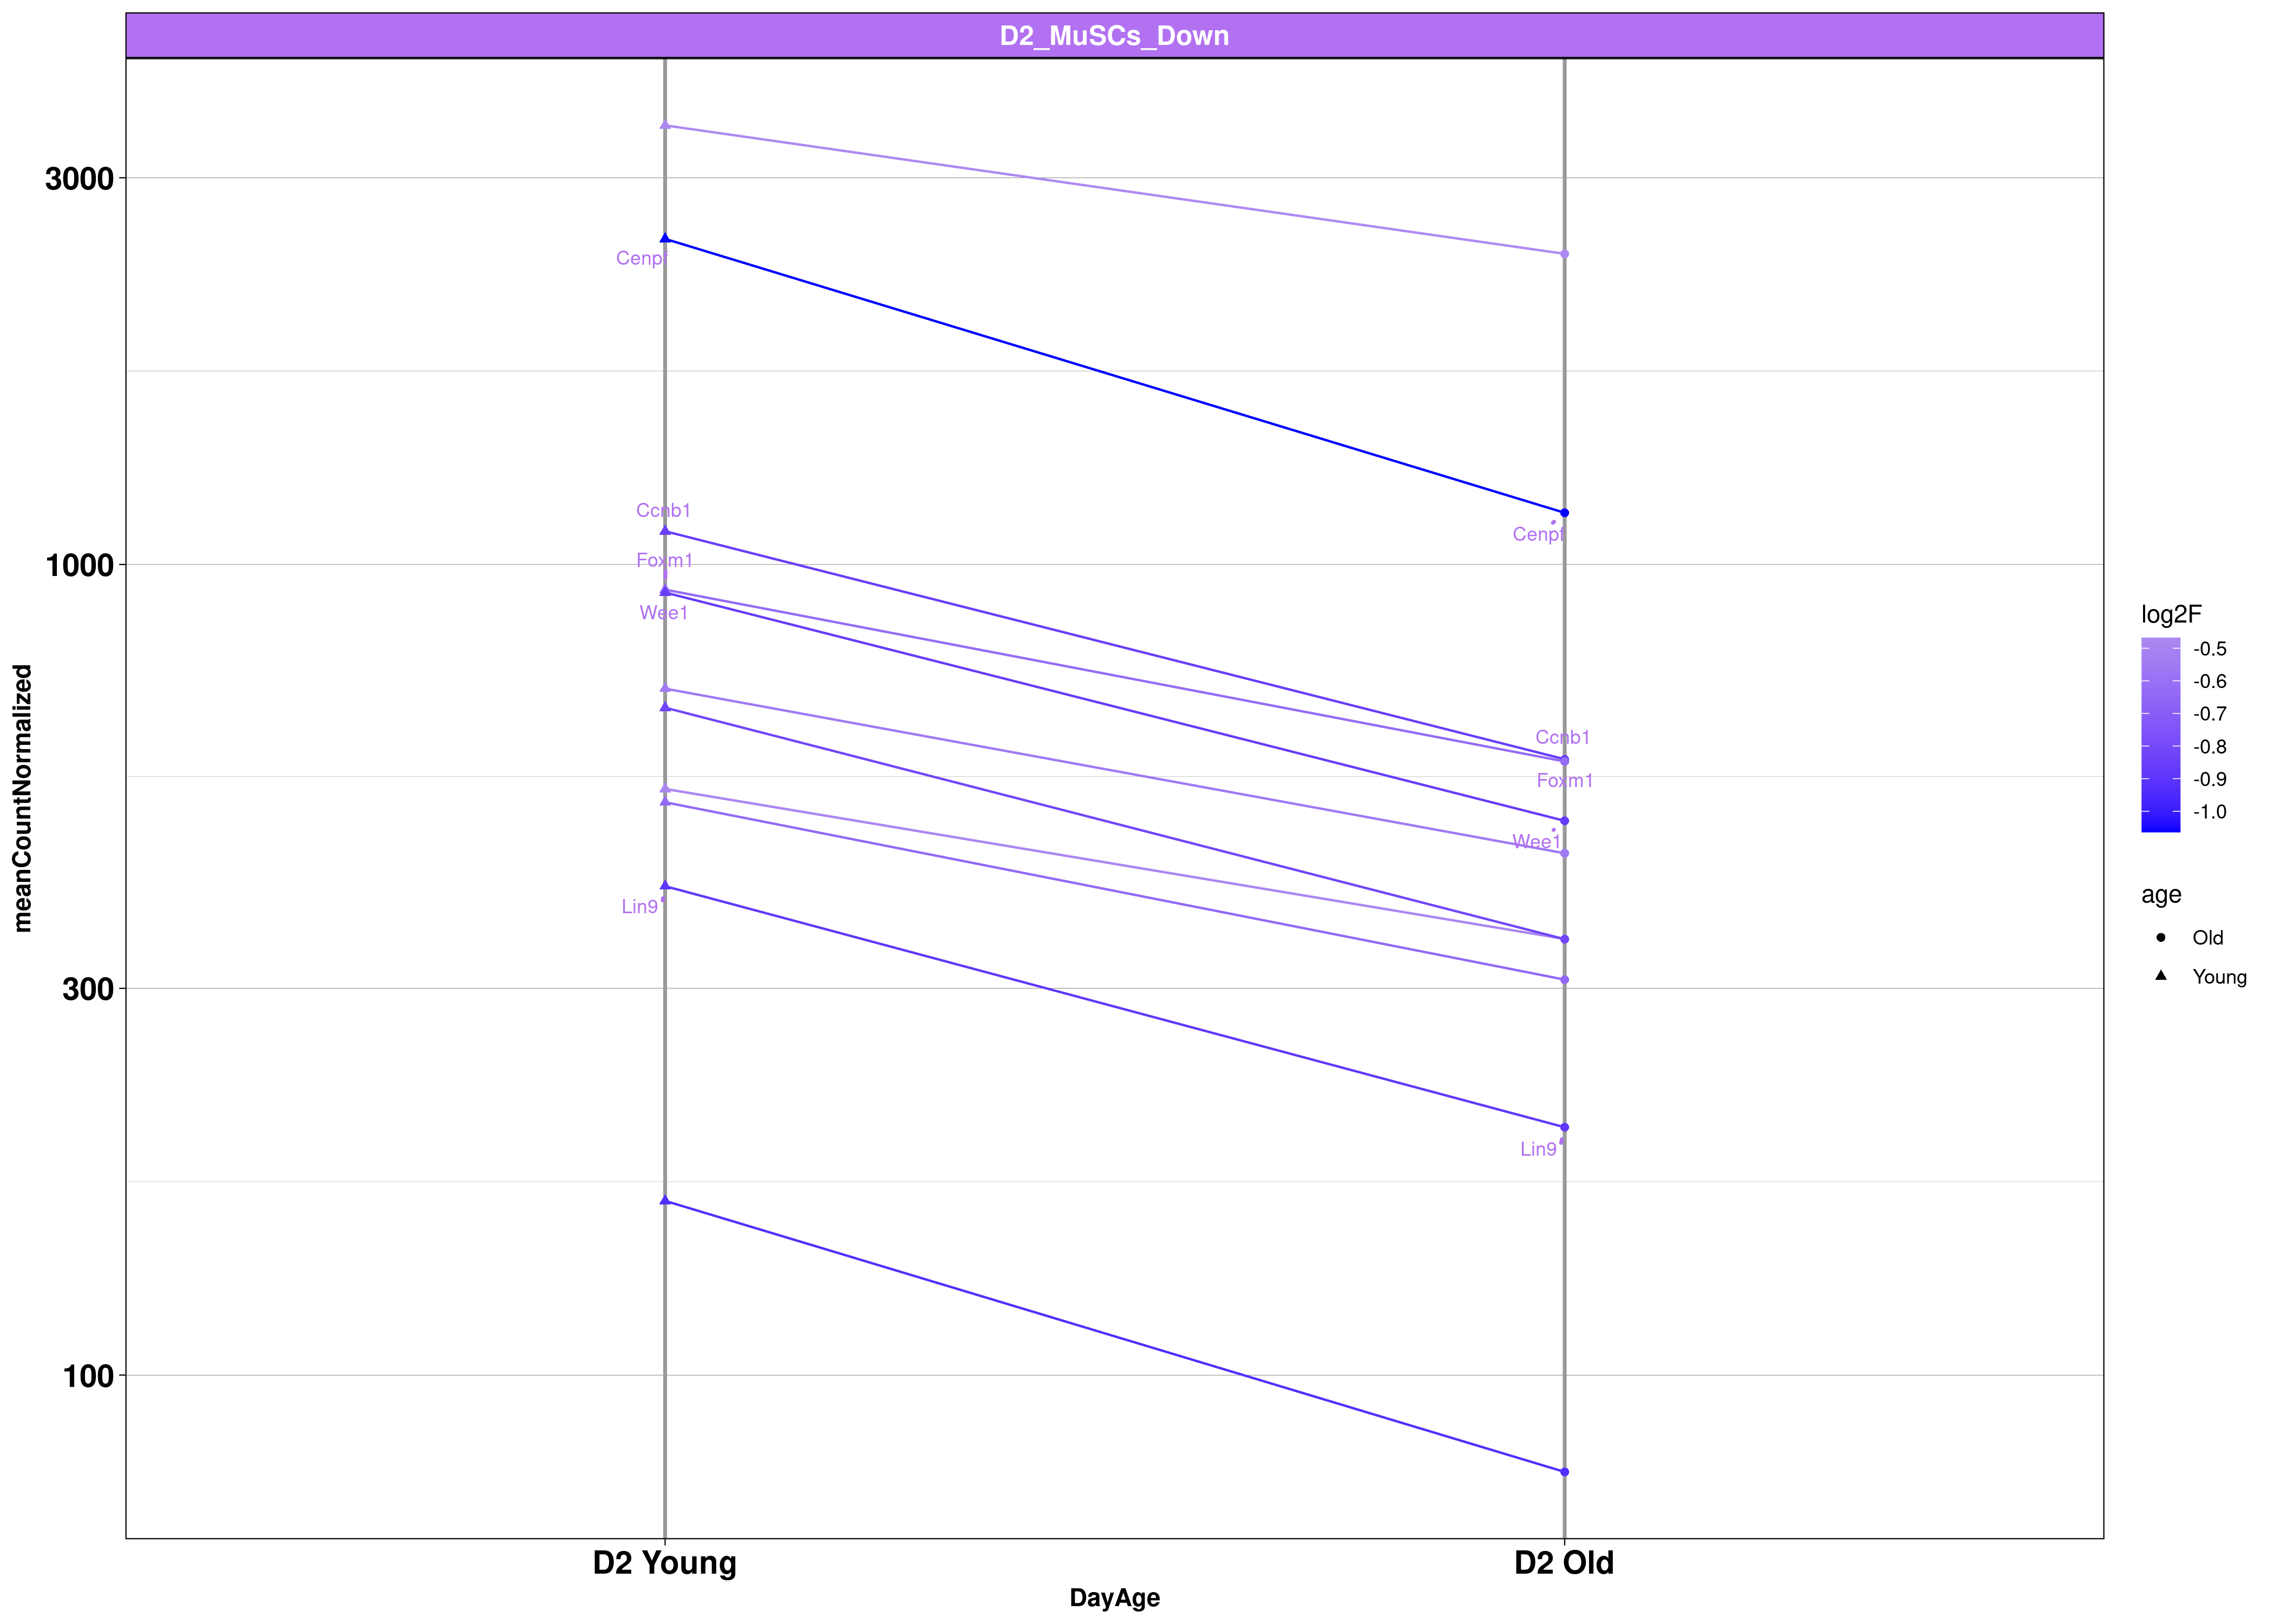 D2_MuSCs_Down
3000
Cenpf
Ccnb1
Cenpf
Foxm1
1000
Wee1
Ccnb1
Foxm1
Wee1
Lin9
300
Lin9
100
meanCountNormalized
D2 Young
D2 Old
DayAge
log2F
-0.5
-0.6
-0.7
-0.8
-0.9
-1.0
age
Old
Young